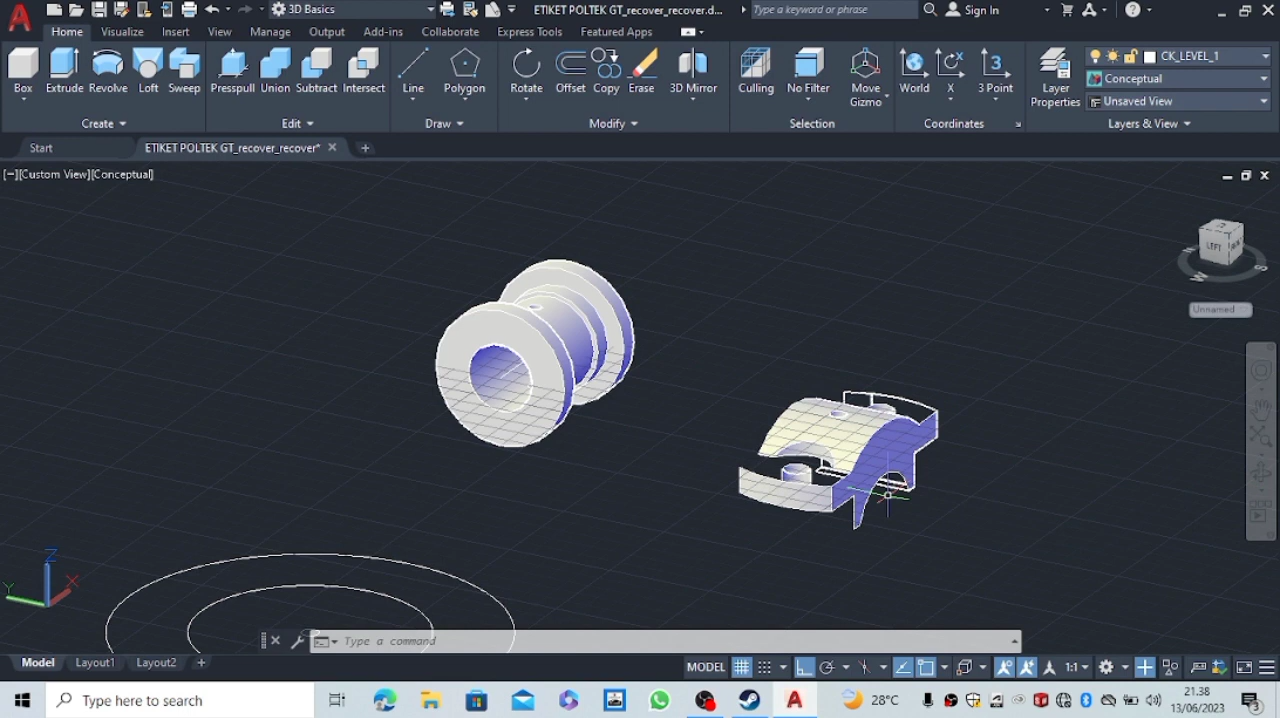 3D Basics
ETIKET POLTEK GT_recover_recover.d...
Type a keyword or phrase
Sign In
Home Visualize Insert View Manage Output Add-ins Collaborate Express Tools Featured Apps
Box Extrude Revolve Loft Sweep Presspull Union Subtract Intersect Line Polygon Rotate Offset Copy Erase 3D Mirror Culling No Filter Move Gizmo World X 3 Point Layer Properties
CK_LEVEL_1
Conceptual
Unsaved View
Create Edit Draw Modify Selection Coordinates Layers & View
Start
ETIKET POLTEK GT_recover_recover*
[−][Custom View][Conceptual]
LEFT
Unnamed
Z
Y
X
Type a command
Model Layout1 Layout2
MODEL
1:1
Type here to search
28°C
21.38
13/06/2023
3